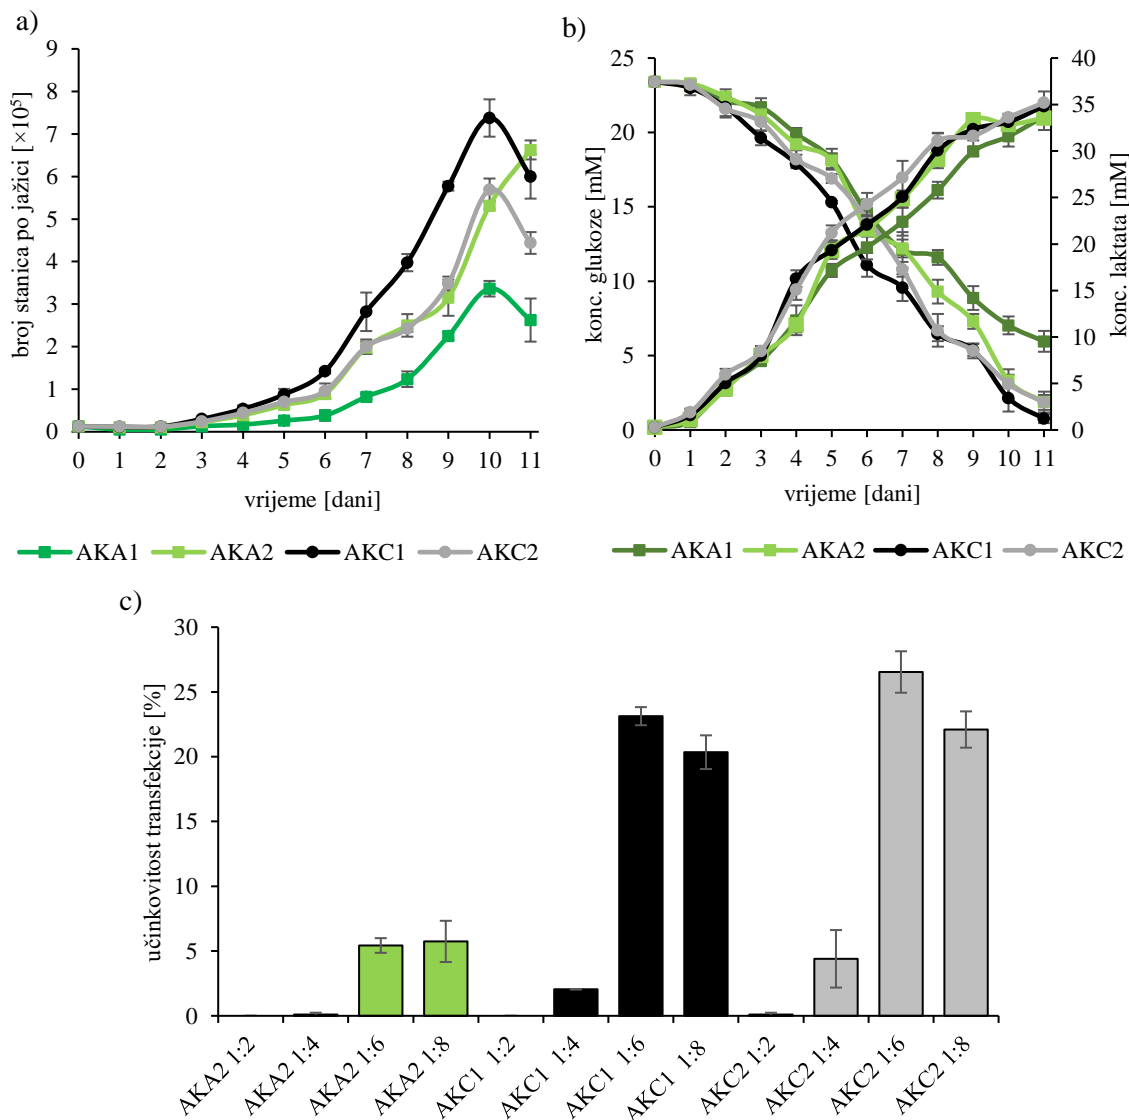 a)
broj stanica po jažici [×10⁵]
9
8
7
6
5
4
3
2
1
0
0 1 2 3 4 5 6 7 8 9 10 11
vrijeme [dani]
AKA1 AKA2 AKC1 AKC2
b)
konc. glukoze [mM]
25
20
15
10
5
0
konc. laktata [mM]
40
35
30
25
20
15
10
5
0
0 1 2 3 4 5 6 7 8 9 10 11
vrijeme [dani]
AKA1 AKA2 AKC1 AKC2
c)
učinkovitost transfekcije [%]
30
25
20
15
10
5
0
AKA2 1:2
AKA2 1:4
AKA2 1:6
AKA2 1:8
AKC1 1:2
AKC1 1:4
AKC1 1:6
AKC1 1:8
AKC2 1:2
AKC2 1:4
AKC2 1:6
AKC2 1:8